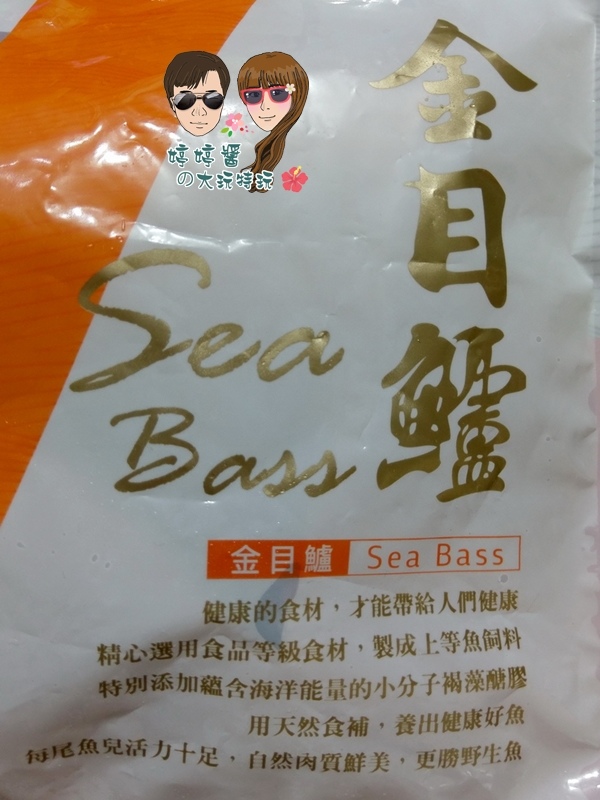 婷婷醬
の大玩特玩
金目鱸
Sea
Bass
金目鱸 Sea Bass
健康的食材，才能帶給人們健康
精心選用食品等級食材，製成上等魚飼料
特別添加蘊含海洋能量的小分子褐藻醣膠
用天然食補，養出健康好魚
每尾魚兒活力十足，自然肉質鮮美，更勝野生魚